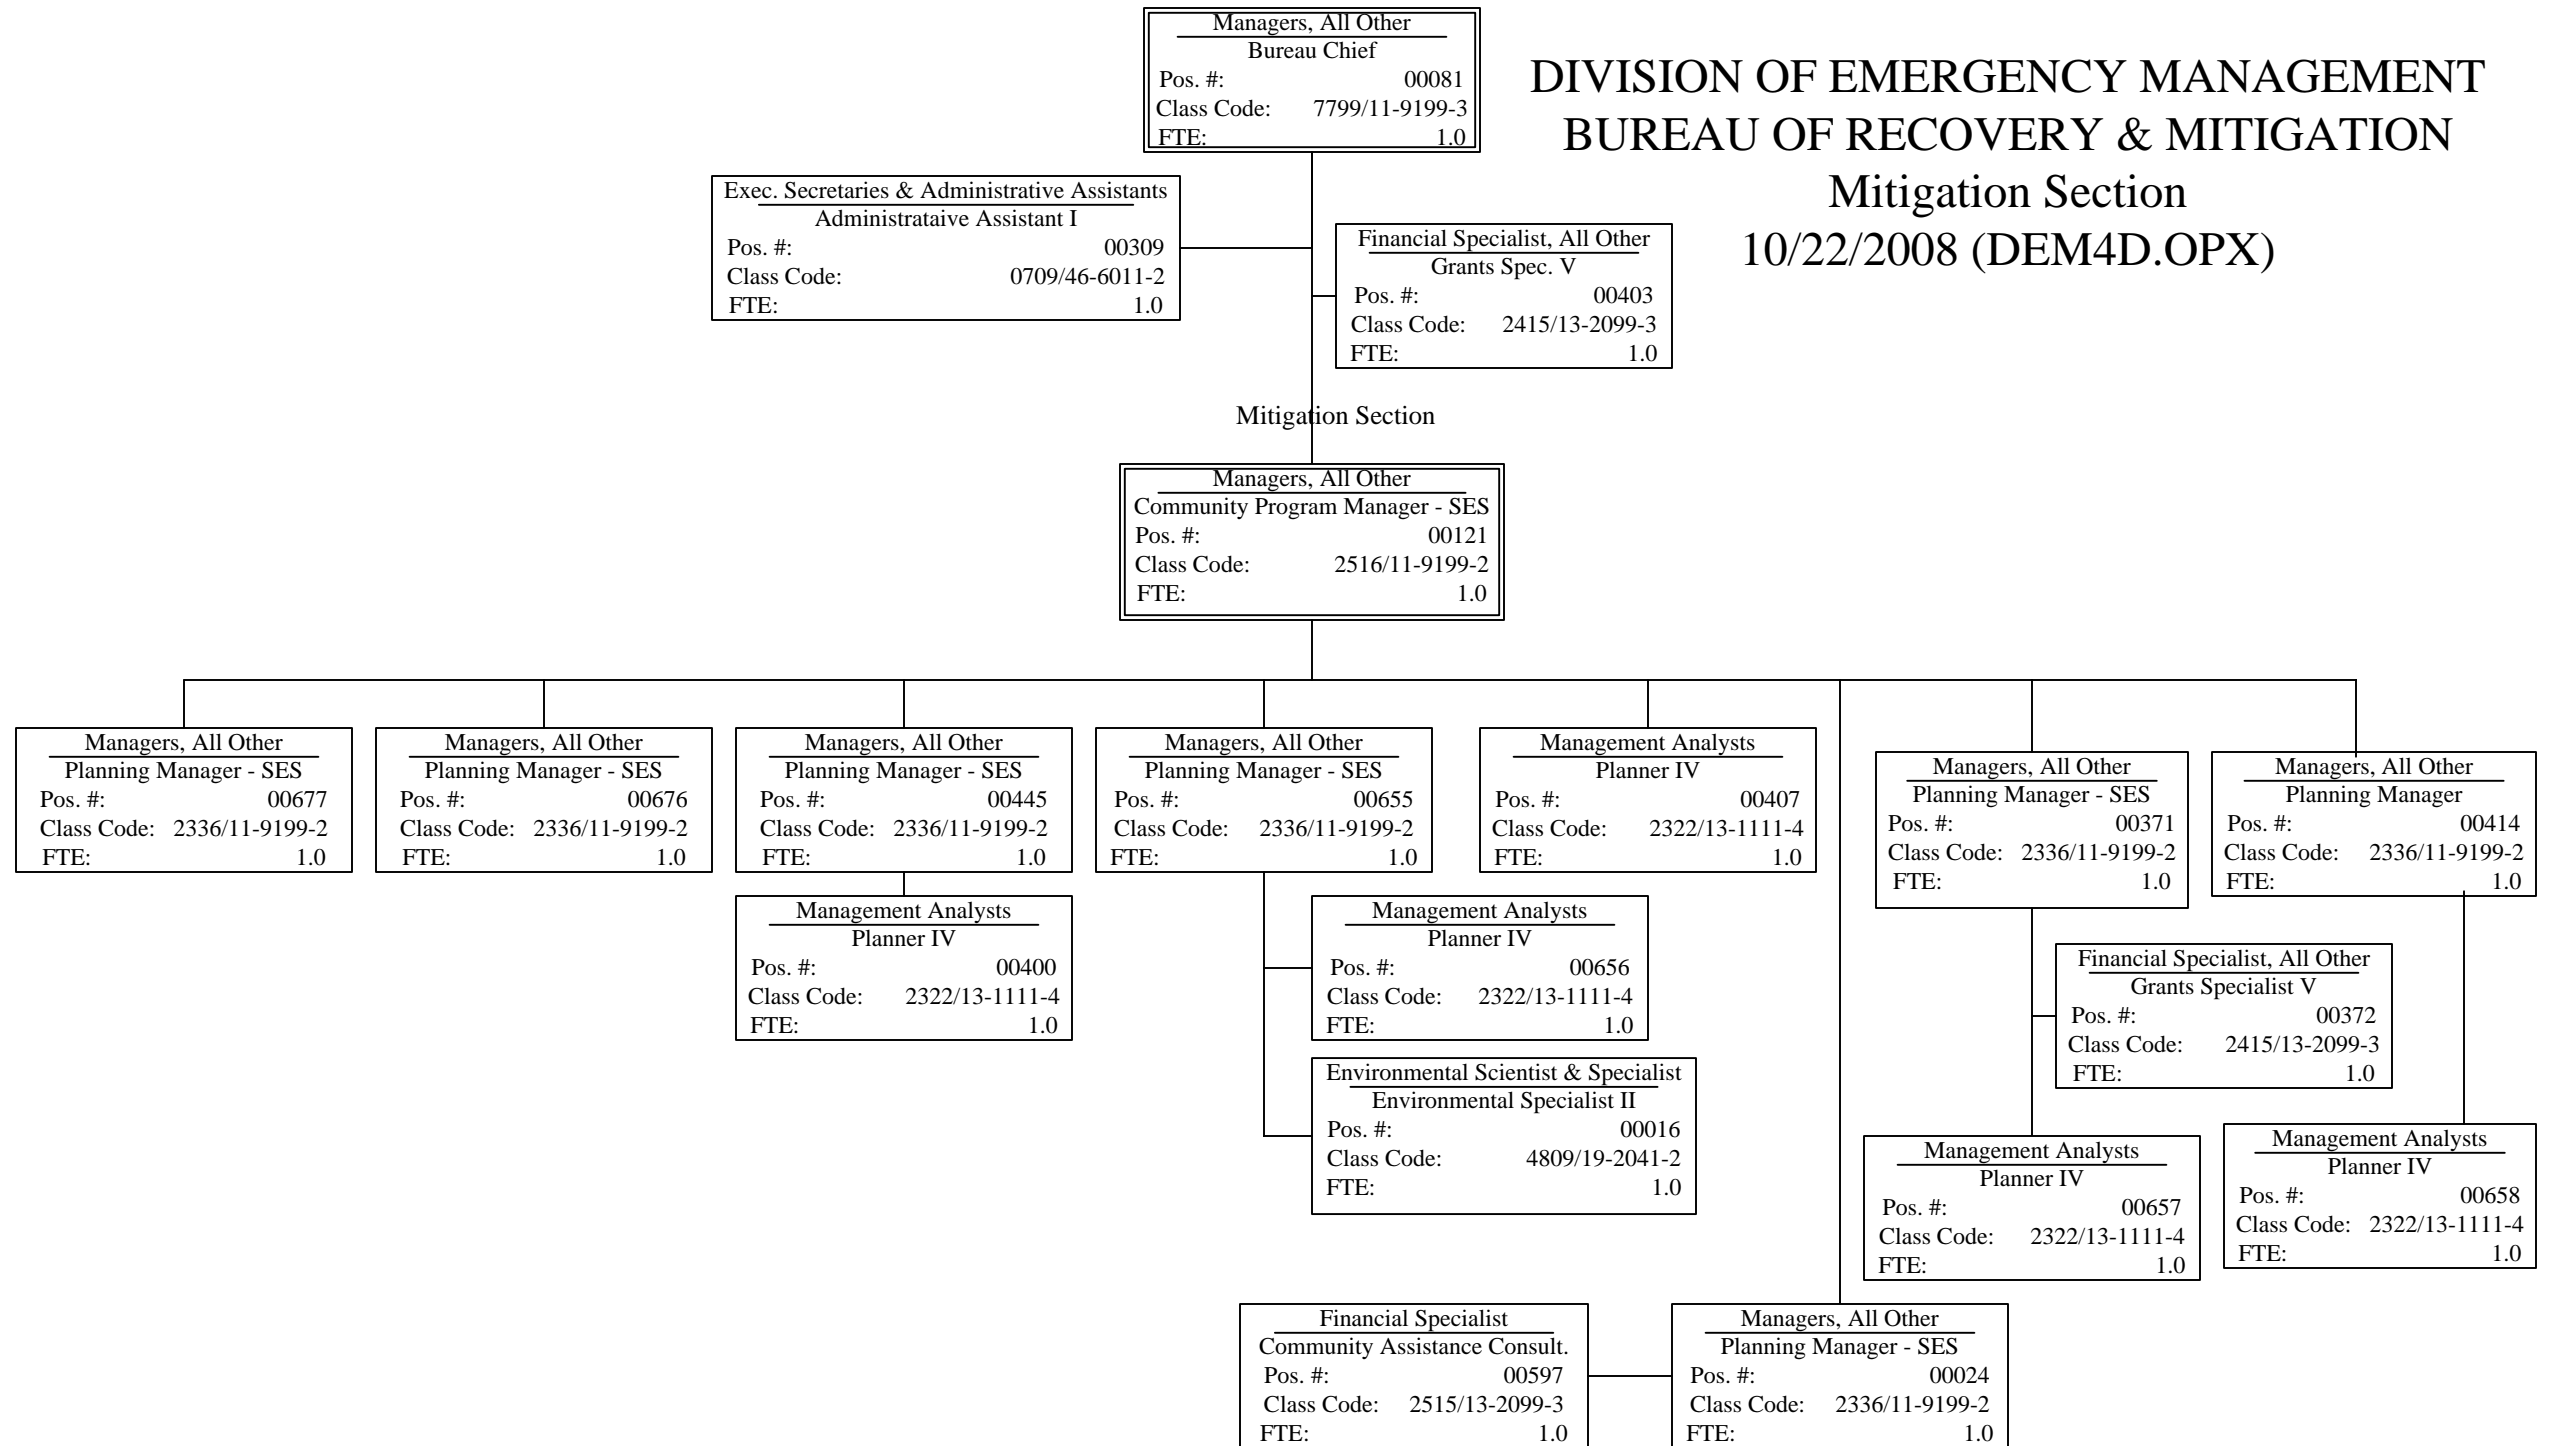 Managers, All Other
Bureau Chief
Pos. #: 00081
Class Code: 7799/11-9199-3
FTE: 1.0
DIVISION OF EMERGENCY MANAGEMENT
BUREAU OF RECOVERY & MITIGATION
Mitigation Section
10/22/2008 (DEM4D.OPX)
Exec. Secretaries & Administrative Assistants
Administrataive Assistant I
Pos. #: 00309
Class Code: 0709/46-6011-2
FTE: 1.0
Financial Specialist, All Other
Grants Spec. V
Pos. #: 00403
Class Code: 2415/13-2099-3
FTE: 1.0
Mitigation Section
Managers, All Other
Community Program Manager - SES
Pos. #: 00121
Class Code: 2516/11-9199-2
FTE: 1.0
Managers, All Other
Planning Manager - SES
Pos. #: 00677
Class Code: 2336/11-9199-2
FTE: 1.0
Managers, All Other
Planning Manager - SES
Pos. #: 00676
Class Code: 2336/11-9199-2
FTE: 1.0
Managers, All Other
Planning Manager - SES
Pos. #: 00445
Class Code: 2336/11-9199-2
FTE: 1.0
Managers, All Other
Planning Manager - SES
Pos. #: 00655
Class Code: 2336/11-9199-2
FTE: 1.0
Management Analysts
Planner IV
Pos. #: 00407
Class Code: 2322/13-1111-4
FTE: 1.0
Managers, All Other
Planning Manager - SES
Pos. #: 00371
Class Code: 2336/11-9199-2
FTE: 1.0
Managers, All Other
Planning Manager
Pos. #: 00414
Class Code: 2336/11-9199-2
FTE: 1.0
Management Analysts
Planner IV
Pos. #: 00400
Class Code: 2322/13-1111-4
FTE: 1.0
Management Analysts
Planner IV
Pos. #: 00656
Class Code: 2322/13-1111-4
FTE: 1.0
Financial Specialist, All Other
Grants Specialist V
Pos. #: 00372
Class Code: 2415/13-2099-3
FTE: 1.0
Environmental Scientist & Specialist
Environmental Specialist II
Pos. #: 00016
Class Code: 4809/19-2041-2
FTE: 1.0
Management Analysts
Planner IV
Pos. #: 00657
Class Code: 2322/13-1111-4
FTE: 1.0
Management Analysts
Planner IV
Pos. #: 00658
Class Code: 2322/13-1111-4
FTE: 1.0
Financial Specialist
Community Assistance Consult.
Pos. #: 00597
Class Code: 2515/13-2099-3
FTE: 1.0
Managers, All Other
Planning Manager - SES
Pos. #: 00024
Class Code: 2336/11-9199-2
FTE: 1.0